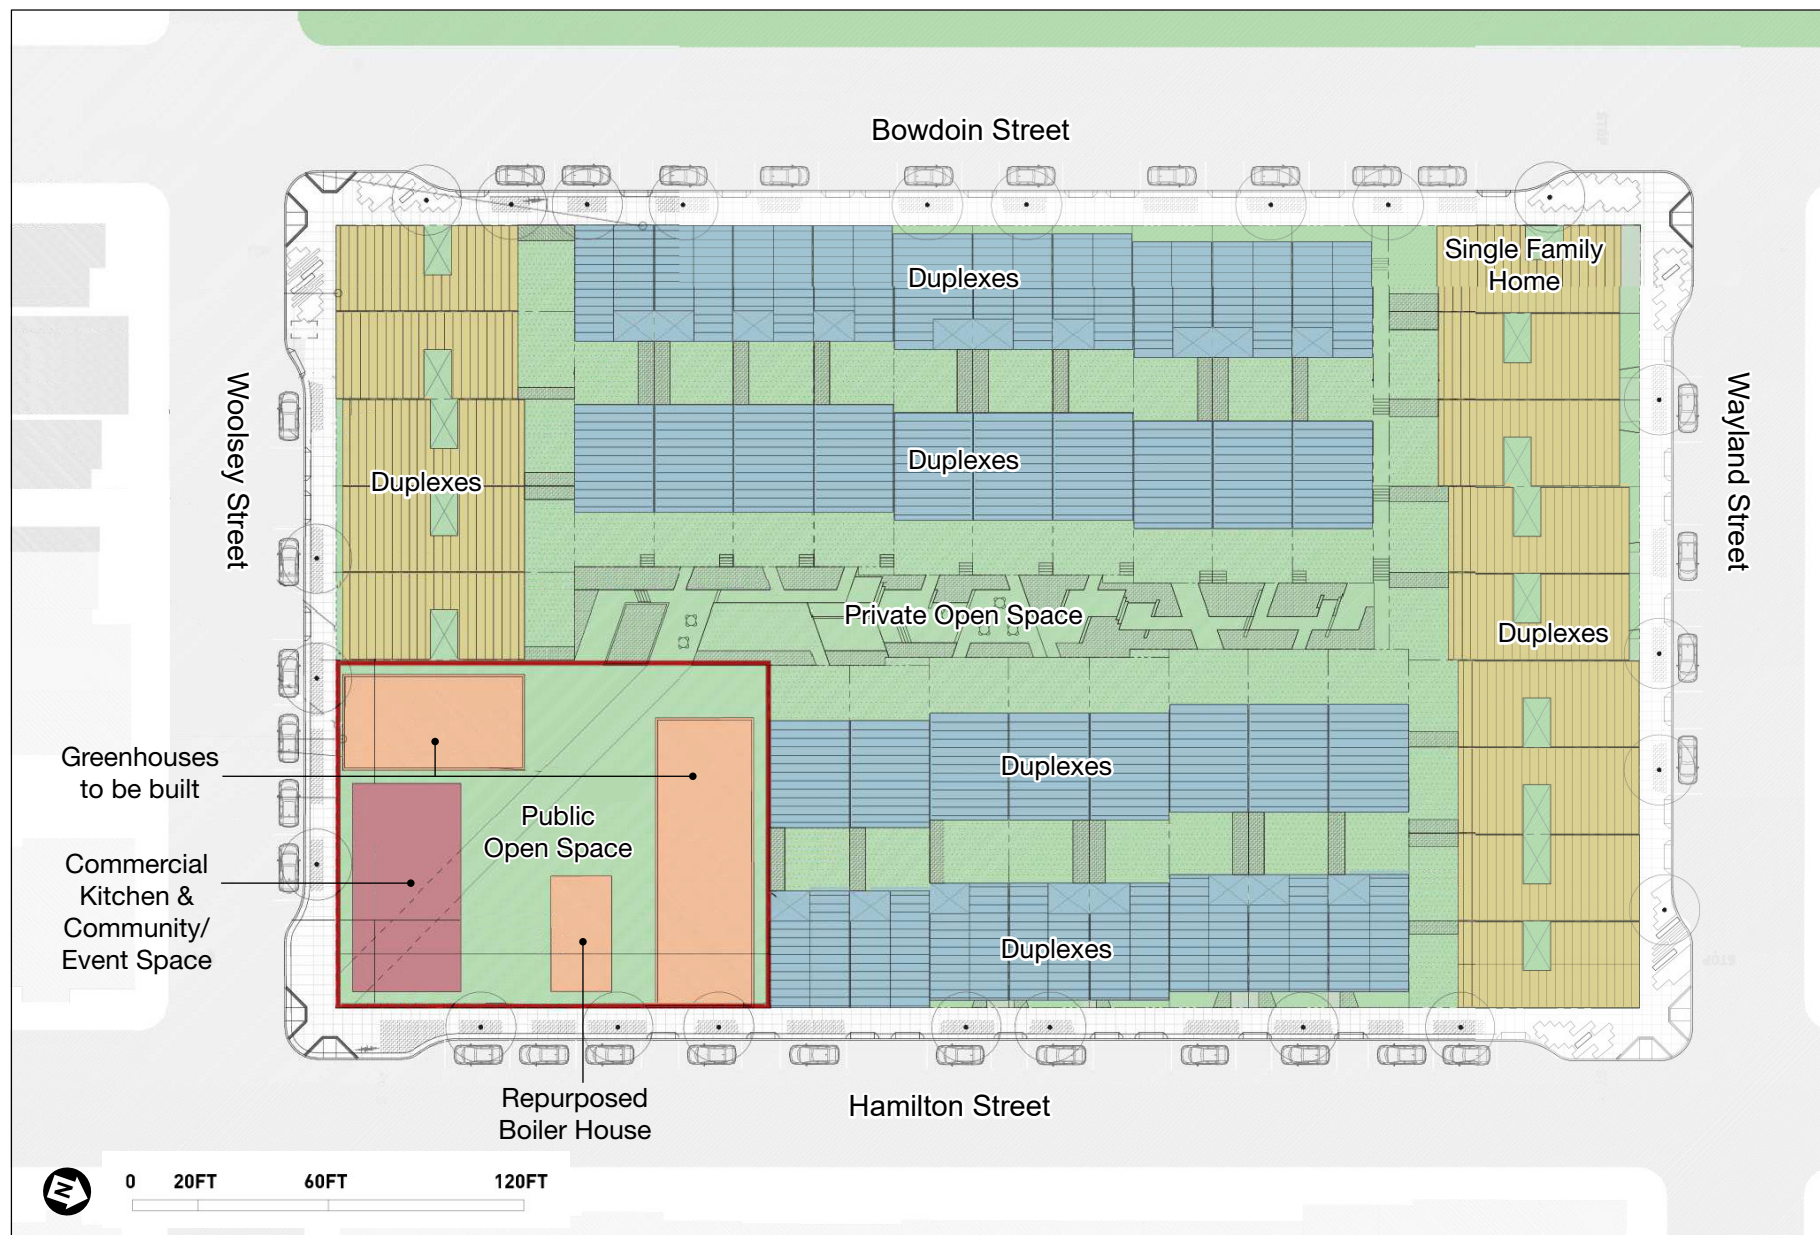 Bowdoin Street
STOP
Single Family
Home
Duplexes
Duplexes
Woolsey Street
Wayland Street
Duplexes
Private Open Space
Duplexes
Greenhouses
to be built
Duplexes
Public
Open Space
Commercial
Kitchen &
Community/
Event Space
Duplexes
STOP
Repurposed
Boiler House
Hamilton Street
N
0 20FT 60FT 120FT